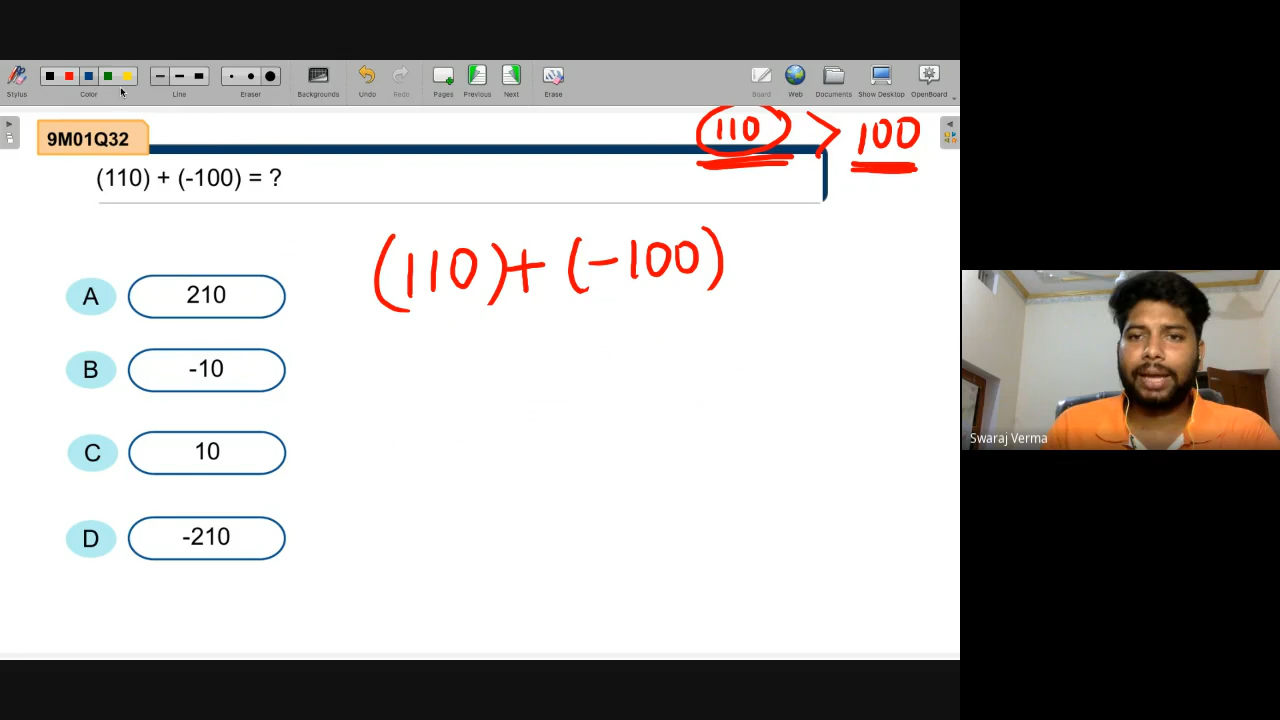 Stylus Color Line Eraser Backgrounds Undo Redo Pages Previous Next Erase Board Web Documents Show Desktop OpenBoard
110 > 100
9M01Q32
(110) + (-100) = ?
(110)+(-100)
A 210
B -10
C 10
D -210
Swaraj Verma